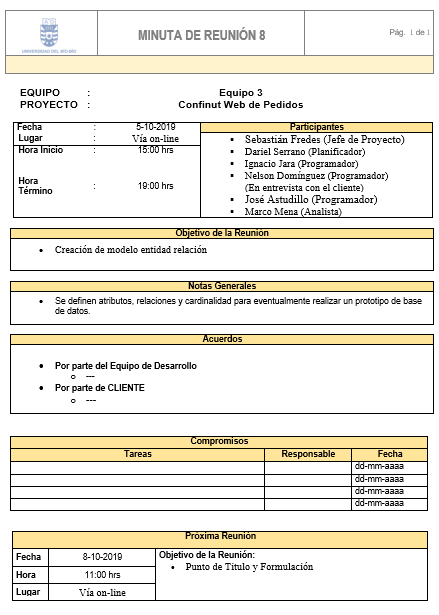 UNIVERSIDAD DEL BÍO-BÍO
MINUTA DE REUNIÓN 8
Pág. 1 de 1
EQUIPO : Equipo 3
PROYECTO : Confinut Web de Pedidos
Fecha : 5-10-2019
Lugar : Vía on-line
Hora Inicio : 15:00 hrs
Hora
Término : 19:00 hrs
Participantes
▪ Sebastián Fredes (Jefe de Proyecto)
▪ Dariel Serrano (Planificador)
▪ Ignacio Jara (Programador)
▪ Nelson Domínguez (Programador)
(En entrevista con el cliente)
▪ José Astudillo (Programador)
▪ Marco Mena (Analista)
Objetivo de la Reunión
• Creación de modelo entidad relación
Notas Generales
• Se definen atributos, relaciones y cardinalidad para eventualmente realizar un prototipo de base
de datos.
Acuerdos
• Por parte del Equipo de Desarrollo
o ---
• Por parte de CLIENTE
o ---
Compromisos
Tareas Responsable Fecha
dd-mm-aaaa
dd-mm-aaaa
dd-mm-aaaa
dd-mm-aaaa
Próxima Reunión
Fecha 8-10-2019
Hora 11:00 hrs
Lugar Vía on-line
Objetivo de la Reunión:
• Punto de Titulo y Formulación